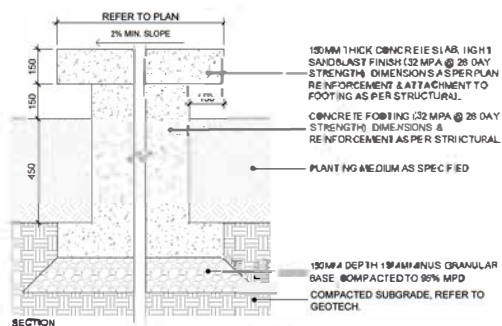 REFER TO PLAN
2% MIN. SLOPE
150
150
450
150
150MM THICK CONCRETE SLAB, LIGHT
SANDBLAST FINISH (32 MPA @ 28 DAY
STRENGTH) DIMENSIONS AS PER PLAN
REINFORCEMENT & ATTACHMENT TO
FOOTING AS PER STRUCTURAL
CONCRETE FOOTING (32 MPA @ 28 DAY
STRENGTH) DIMENSIONS &
REINFORCEMENT AS PER STRUCTURAL
PLANTING MEDIUM AS SPECIFIED
150MM DEPTH 19MM MINUS GRANULAR
BASE COMPACTED TO 95% MPD
COMPACTED SUBGRADE, REFER TO
GEOTECH.
SECTION